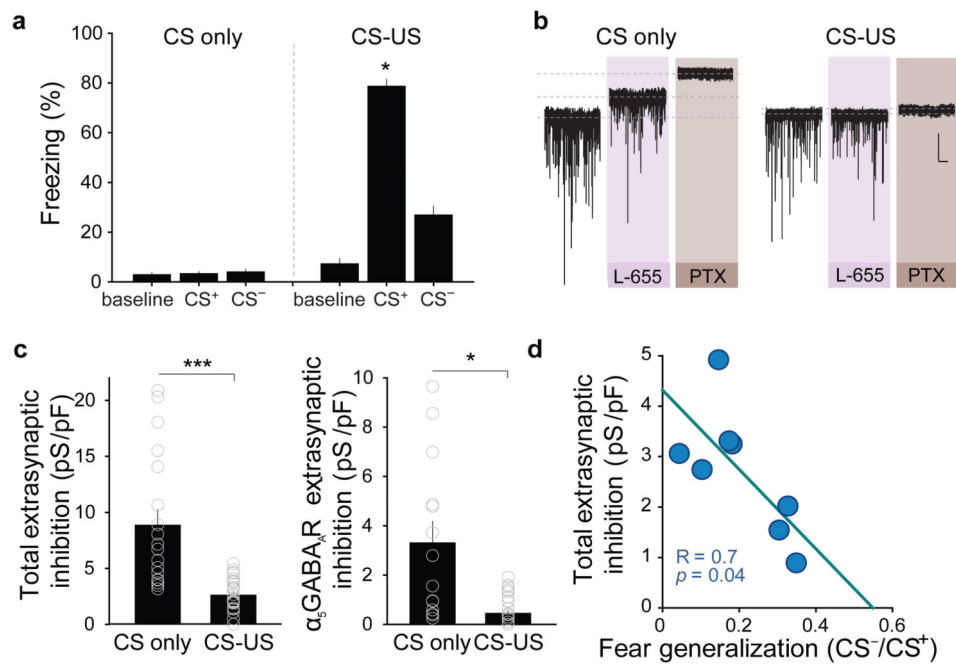 a
CS only
CS-US
Freezing (%)
100
80
60
40
20
0
*
baseline
CS⁺
CS⁻
baseline
CS⁺
CS⁻
b
CS only
CS-US
L-655
PTX
L-655
PTX
c
Total extrasynaptic
inhibition (pS/pF)
20
15
10
5
0
***
CS only
CS-US
α₅GABAₐR extrasynaptic
inhibition (pS/pF)
10
8
6
4
2
0
*
CS only
CS-US
d
Total extrasynaptic
inhibition (pS/pF)
5
4
3
2
1
0
R = 0.7
p = 0.04
0
0.2
0.4
0.6
Fear generalization (CS⁻/CS⁺)